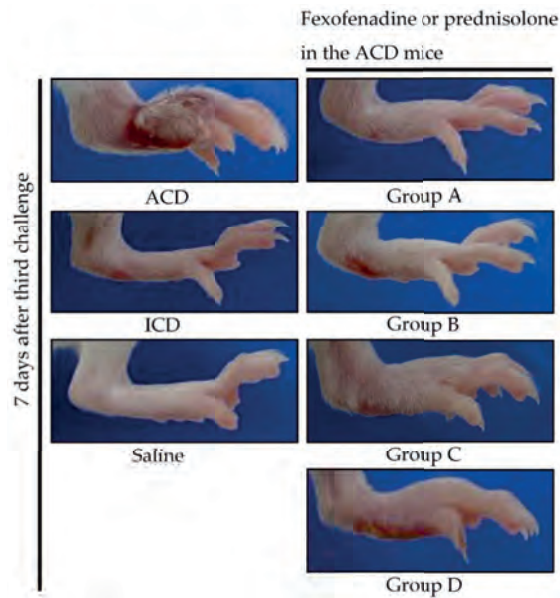 Fexofenadine or prednisolone
in the ACD mice
7 days after third challenge
ACD
Group A
ICD
Group B
Saline
Group C
Group D